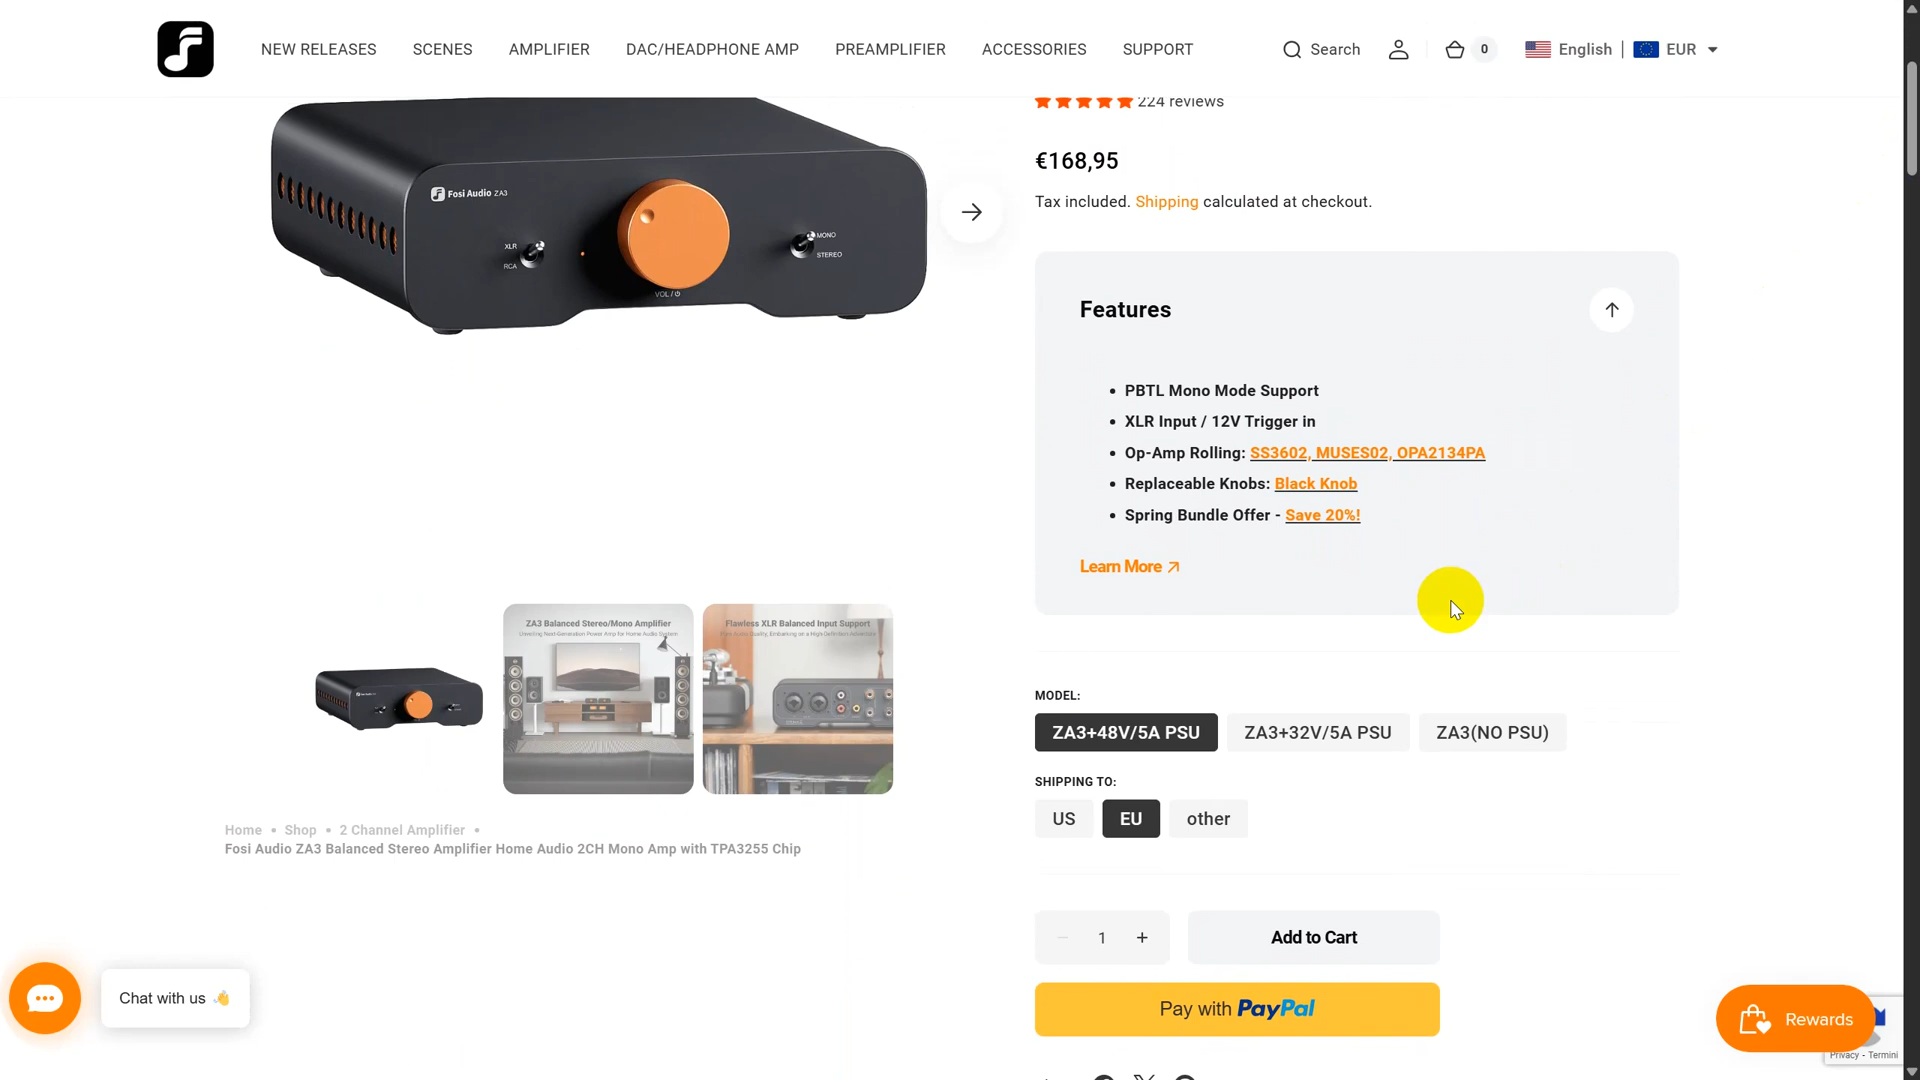 NEW RELEASES
SCENES
AMPLIFIER
DAC/HEADPHONE AMP
PREAMPLIFIER
ACCESSORIES
SUPPORT
Search
0
English
EUR
224 reviews
€168,95
Tax included. Shipping calculated at checkout.
Fosi Audio ZA3
XLR
RCA
VOL /
MONO
STEREO
Features
PBTL Mono Mode Support
XLR Input / 12V Trigger in
Op-Amp Rolling: SS3602, MUSES02, OPA2134PA
Replaceable Knobs: Black Knob
Spring Bundle Offer - Save 20%!
Learn More
ZA3 Balanced Stereo/Mono Amplifier
Flawless XLR Balanced Input Support
MODEL:
ZA3+48V/5A PSU
ZA3+32V/5A PSU
ZA3(NO PSU)
SHIPPING TO:
US
EU
other
Home • Shop • 2 Channel Amplifier •
Fosi Audio ZA3 Balanced Stereo Amplifier Home Audio 2CH Mono Amp with TPA3255 Chip
1
Add to Cart
Pay with PayPal
Chat with us
Rewards
Privacy - Termini